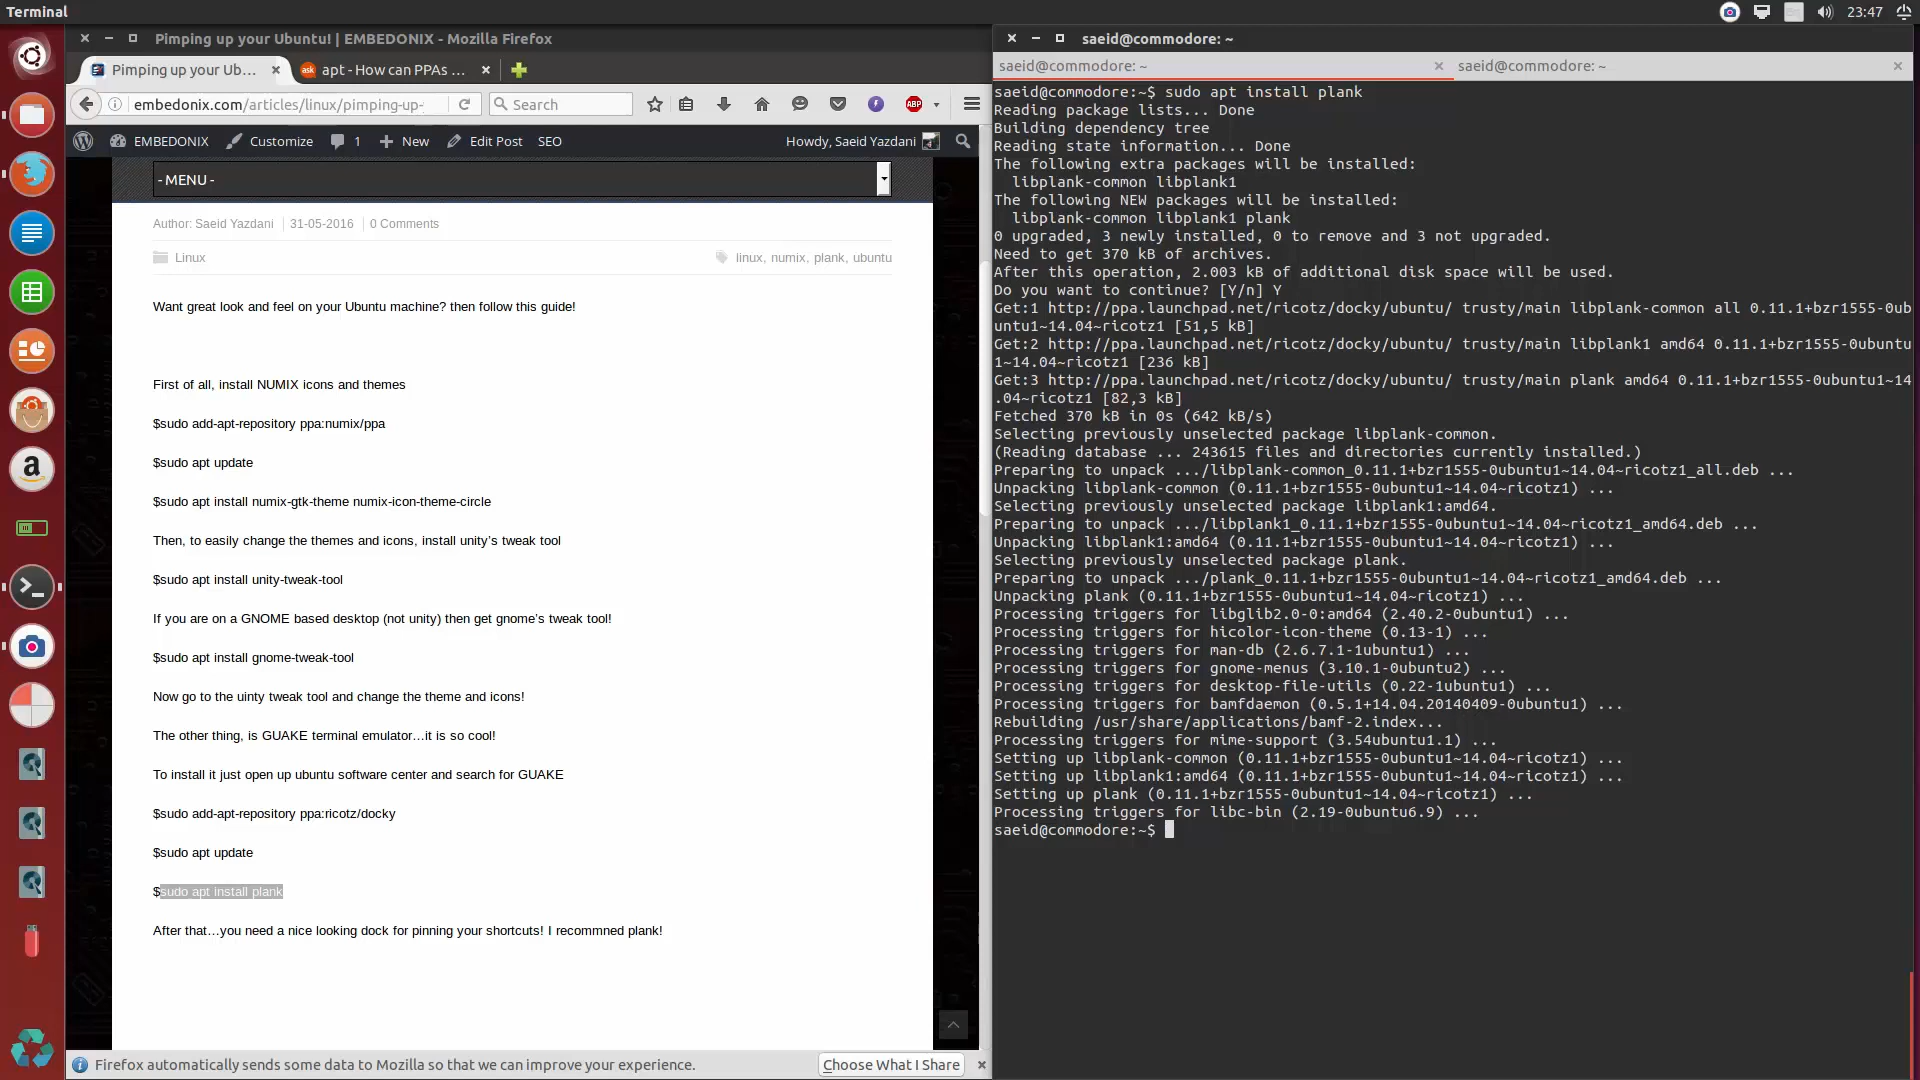 Terminal
23:47
Pimping up your Ubuntu! | EMBEDONIX - Mozilla Firefox
Pimping up your Ub...
ask
apt - How can PPAs ...
embedonix.com/articles/linux/pimping-up-
Search
ABP
EMBEDONIX
Customize
1
New
Edit Post
SEO
Howdy, Saeid Yazdani
- MENU -
Author: Saeid Yazdani
31-05-2016
0 Comments
Linux
linux, numix, plank, ubuntu
Want great look and feel on your Ubuntu machine? then follow this guide!
First of all, install NUMIX icons and themes
$sudo add-apt-repository ppa:numix/ppa
$sudo apt update
$sudo apt install numix-gtk-theme numix-icon-theme-circle
Then, to easily change the themes and icons, install unity’s tweak tool
$sudo apt install unity-tweak-tool
If you are on a GNOME based desktop (not unity) then get gnome’s tweak tool!
$sudo apt install gnome-tweak-tool
Now go to the uinty tweak tool and change the theme and icons!
The other thing, is GUAKE terminal emulator…it is so cool!
To install it just open up ubuntu software center and search for GUAKE
$sudo add-apt-repository ppa:ricotz/docky
$sudo apt update
$sudo apt install plank
After that…you need a nice looking dock for pinning your shortcuts! I recommned plank!
Firefox automatically sends some data to Mozilla so that we can improve your experience.
Choose What I Share
saeid@commodore: ~
saeid@commodore: ~
saeid@commodore: ~
saeid@commodore:~$ sudo apt install plank
Reading package lists... Done
Building dependency tree
Reading state information... Done
The following extra packages will be installed:
libplank-common libplank1
The following NEW packages will be installed:
libplank-common libplank1 plank
0 upgraded, 3 newly installed, 0 to remove and 3 not upgraded.
Need to get 370 kB of archives.
After this operation, 2.003 kB of additional disk space will be used.
Do you want to continue? [Y/n] Y
Get:1 http://ppa.launchpad.net/ricotz/docky/ubuntu/ trusty/main libplank-common all 0.11.1+bzr1555-0ub
untu1~14.04~ricotz1 [51,5 kB]
Get:2 http://ppa.launchpad.net/ricotz/docky/ubuntu/ trusty/main libplank1 amd64 0.11.1+bzr1555-0ubuntu
1~14.04~ricotz1 [236 kB]
Get:3 http://ppa.launchpad.net/ricotz/docky/ubuntu/ trusty/main plank amd64 0.11.1+bzr1555-0ubuntu1~14
.04~ricotz1 [82,3 kB]
Fetched 370 kB in 0s (642 kB/s)
Selecting previously unselected package libplank-common.
(Reading database ... 243615 files and directories currently installed.)
Preparing to unpack .../libplank-common_0.11.1+bzr1555-0ubuntu1~14.04~ricotz1_all.deb ...
Unpacking libplank-common (0.11.1+bzr1555-0ubuntu1~14.04~ricotz1) ...
Selecting previously unselected package libplank1:amd64.
Preparing to unpack .../libplank1_0.11.1+bzr1555-0ubuntu1~14.04~ricotz1_amd64.deb ...
Unpacking libplank1:amd64 (0.11.1+bzr1555-0ubuntu1~14.04~ricotz1) ...
Selecting previously unselected package plank.
Preparing to unpack .../plank_0.11.1+bzr1555-0ubuntu1~14.04~ricotz1_amd64.deb ...
Unpacking plank (0.11.1+bzr1555-0ubuntu1~14.04~ricotz1) ...
Processing triggers for libglib2.0-0:amd64 (2.40.2-0ubuntu1) ...
Processing triggers for hicolor-icon-theme (0.13-1) ...
Processing triggers for man-db (2.6.7.1-1ubuntu1) ...
Processing triggers for gnome-menus (3.10.1-0ubuntu2) ...
Processing triggers for desktop-file-utils (0.22-1ubuntu1) ...
Processing triggers for bamfdaemon (0.5.1+14.04.20140409-0ubuntu1) ...
Rebuilding /usr/share/applications/bamf-2.index...
Processing triggers for mime-support (3.54ubuntu1.1) ...
Setting up libplank-common (0.11.1+bzr1555-0ubuntu1~14.04~ricotz1) ...
Setting up libplank1:amd64 (0.11.1+bzr1555-0ubuntu1~14.04~ricotz1) ...
Setting up plank (0.11.1+bzr1555-0ubuntu1~14.04~ricotz1) ...
Processing triggers for libc-bin (2.19-0ubuntu6.9) ...
saeid@commodore:~$